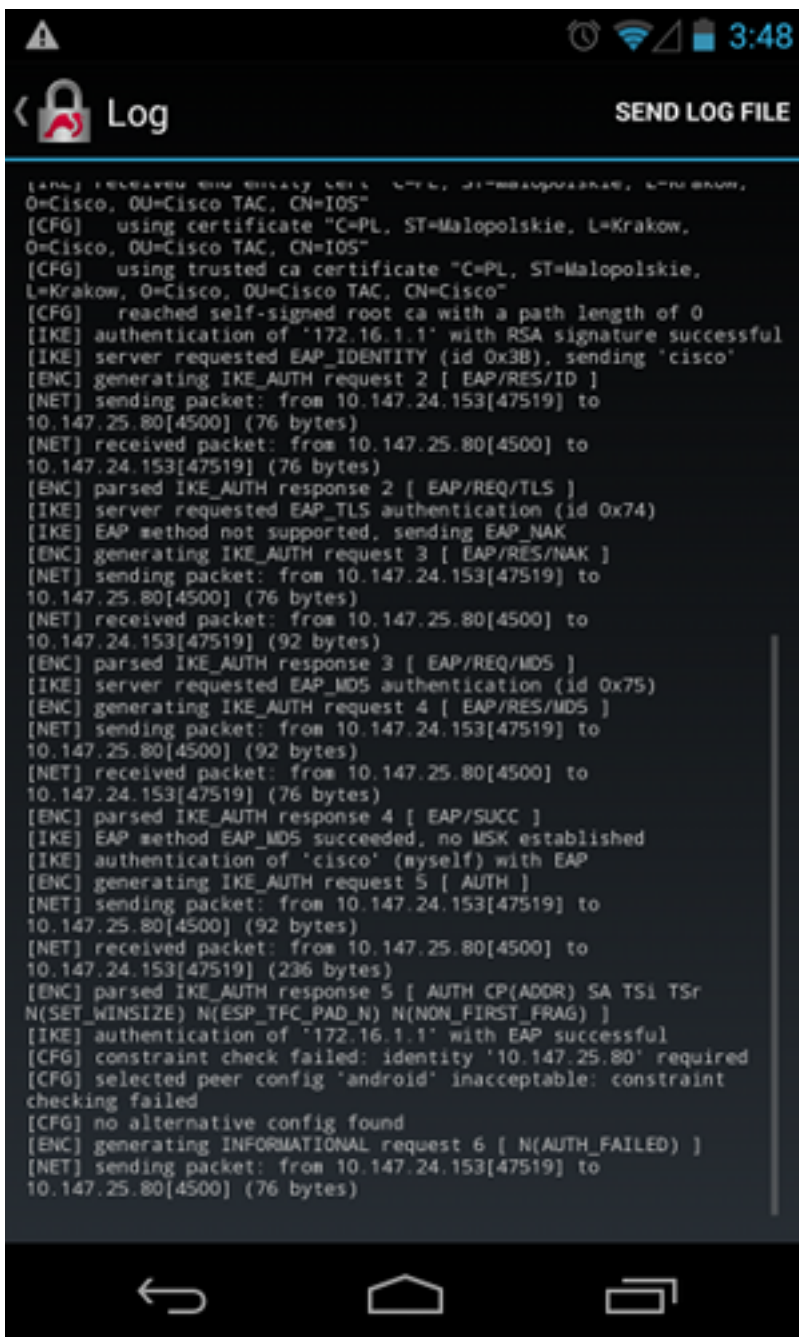 3:48
Log
SEND LOG FILE
[IKE] received end entity cert "C=PL, ST=Malopolskie, L=Krakow,
O=Cisco, OU=Cisco TAC, CN=IOS"
[CFG]   using certificate "C=PL, ST=Malopolskie, L=Krakow,
O=Cisco, OU=Cisco TAC, CN=IOS"
[CFG]   using trusted ca certificate "C=PL, ST=Malopolskie,
L=Krakow, O=Cisco, OU=Cisco TAC, CN=Cisco"
[CFG]   reached self-signed root ca with a path length of 0
[IKE] authentication of '172.16.1.1' with RSA signature successful
[IKE] server requested EAP_IDENTITY (id 0x3B), sending 'cisco'
[ENC] generating IKE_AUTH request 2 [ EAP/RES/ID ]
[NET] sending packet: from 10.147.24.153[47519] to
10.147.25.80[4500] (76 bytes)
[NET] received packet: from 10.147.25.80[4500] to
10.147.24.153[47519] (76 bytes)
[ENC] parsed IKE_AUTH response 2 [ EAP/REQ/TLS ]
[IKE] server requested EAP_TLS authentication (id 0x74)
[IKE] EAP method not supported, sending EAP_NAK
[ENC] generating IKE_AUTH request 3 [ EAP/RES/NAK ]
[NET] sending packet: from 10.147.24.153[47519] to
10.147.25.80[4500] (76 bytes)
[NET] received packet: from 10.147.25.80[4500] to
10.147.24.153[47519] (92 bytes)
[ENC] parsed IKE_AUTH response 3 [ EAP/REQ/MD5 ]
[IKE] server requested EAP_MD5 authentication (id 0x75)
[ENC] generating IKE_AUTH request 4 [ EAP/RES/MD5 ]
[NET] sending packet: from 10.147.24.153[47519] to
10.147.25.80[4500] (92 bytes)
[NET] received packet: from 10.147.25.80[4500] to
10.147.24.153[47519] (76 bytes)
[ENC] parsed IKE_AUTH response 4 [ EAP/SUCC ]
[IKE] EAP method EAP_MD5 succeeded, no MSK established
[IKE] authentication of 'cisco' (myself) with EAP
[ENC] generating IKE_AUTH request 5 [ AUTH ]
[NET] sending packet: from 10.147.24.153[47519] to
10.147.25.80[4500] (92 bytes)
[NET] received packet: from 10.147.25.80[4500] to
10.147.24.153[47519] (236 bytes)
[ENC] parsed IKE_AUTH response 5 [ AUTH CP(ADDR) SA TSi TSr
N(SET_WINSIZE) N(ESP_TFC_PAD_N) N(NON_FIRST_FRAG) ]
[IKE] authentication of '172.16.1.1' with EAP successful
[CFG] constraint check failed: identity '10.147.25.80' required
[CFG] selected peer config 'android' inacceptable: constraint
checking failed
[CFG] no alternative config found
[ENC] generating INFORMATIONAL request 6 [ N(AUTH_FAILED) ]
[NET] sending packet: from 10.147.24.153[47519] to
10.147.25.80[4500] (76 bytes)